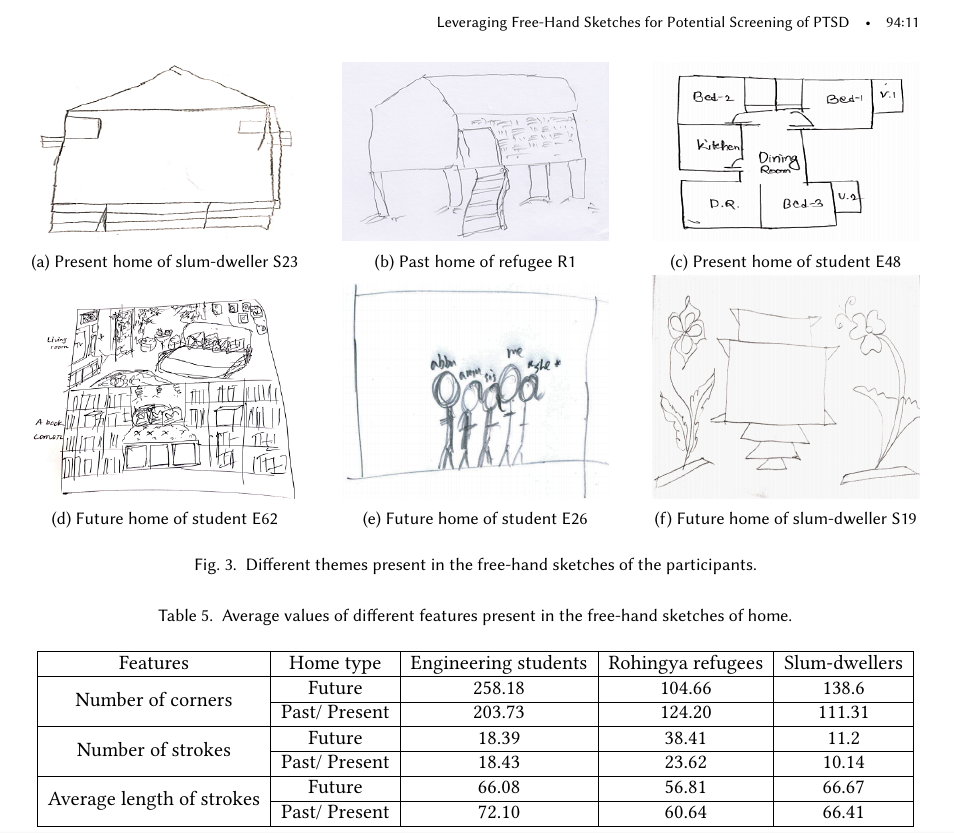 Leveraging Free-Hand Sketches for Potential Screening of PTSD • 94:11
Bed-2
Bed-1
V.1
Kitchen
Dining
Room
D.R.
Bed-3
V.2
(a) Present home of slum-dweller S23
(b) Past home of refugee R1
(c) Present home of student E48
Living
room
A book
corner
abbu
ammu
sis
me
(d) Future home of student E62
(e) Future home of student E26
(f) Future home of slum-dweller S19
Fig. 3. Different themes present in the free-hand sketches of the participants.
Table 5. Average values of different features present in the free-hand sketches of home.
Features Home type Engineering students Rohingya refugees Slum-dwellers
Number of corners Future 258.18 104.66 138.6
Past/ Present 203.73 124.20 111.31
Number of strokes Future 18.39 38.41 11.2
Past/ Present 18.43 23.62 10.14
Average length of strokes Future 66.08 56.81 66.67
Past/ Present 72.10 60.64 66.41